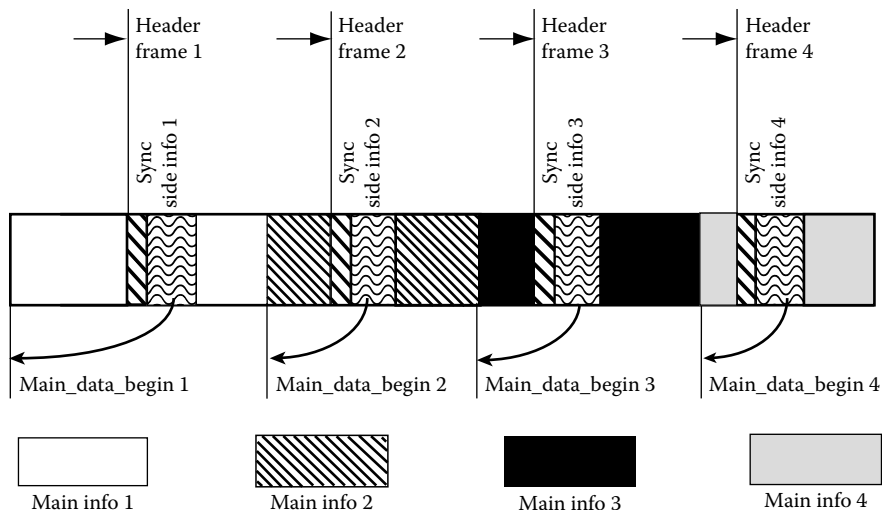 Header
frame 1
Header
frame 2
Header
frame 3
Header
frame 4
Sync
side info 1
Sync
side info 2
Sync
side info 3
Sync
side info 4
Main_data_begin 1
Main_data_begin 2
Main_data_begin 3
Main_data_begin 4
Main info 1
Main info 2
Main info 3
Main info 4